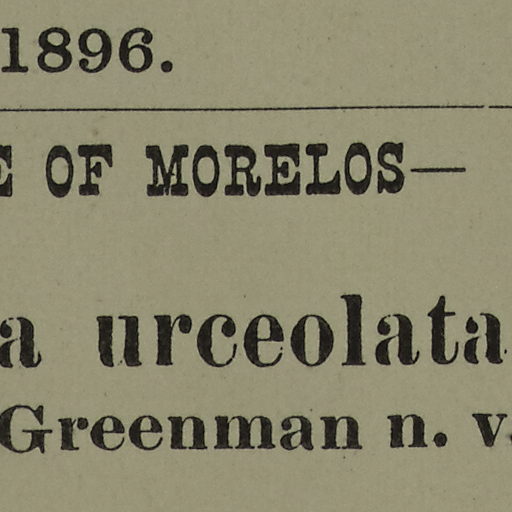 1896.
E OF MORELOS—
a urceolata
Greenman n. v